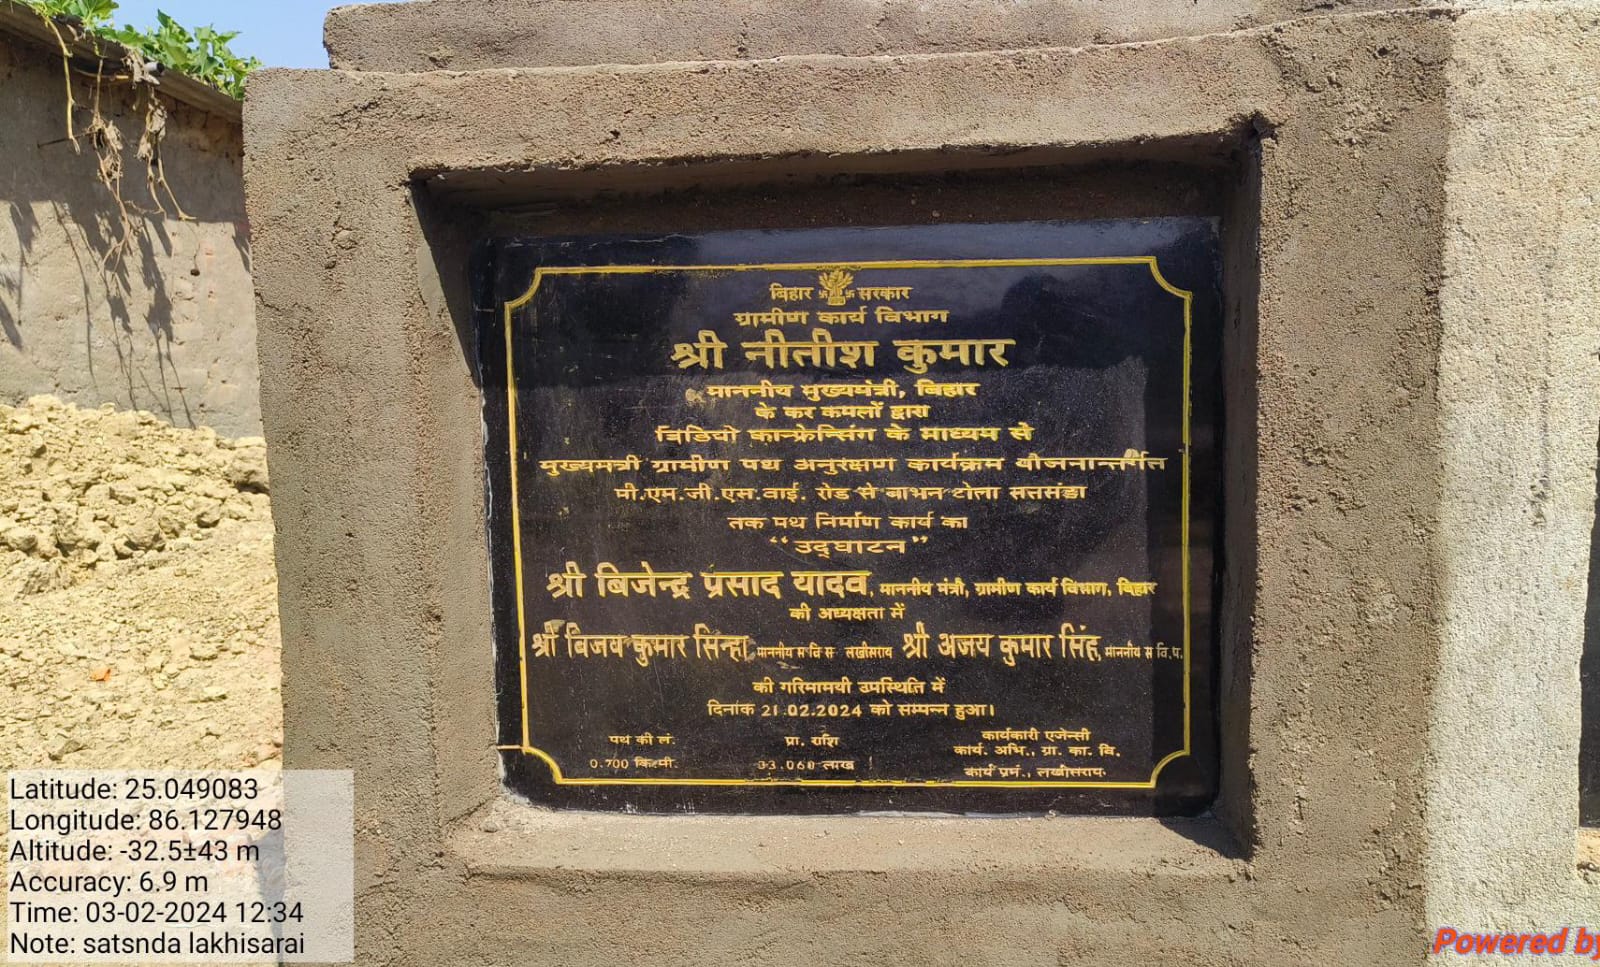 बिहार सरकार
ग्रामीण कार्य विभाग
श्री नीतीश कुमार
माननीय मुख्यमंत्री, बिहार
के कर कमलों द्वारा
विडियो कान्फ्रेन्सिंग के माध्यम से
मुख्यमंत्री ग्रामीण पथ अनुरक्षण कार्यक्रम योजनान्तर्गत
पी.एम.जी.एस.वाई. रोड से बाभन टोला सतसंडा
तक पथ निर्माण कार्य का
"उद्घाटन"
श्री बिजेन्द्र प्रसाद यादव, माननीय मंत्री, ग्रामीण कार्य विभाग, बिहार
की अध्यक्षता में
श्री विजय कुमार सिन्हा, माननीय स वि स लखीसराय श्री अजय कुमार सिंह, माननीय स वि.प.
की गरिमामयी उपस्थिति में
दिनांक 21.02.2024 को सम्पन्न हुआ।
पथ की लं. प्रा. राशि कार्यकारी एजेन्सी
0.700 कि.मी. 33.060 लाख कार्य. अभि., ग्रा. का. वि.
कार्य प्रमं., लखीसराय.
Latitude: 25.049083
Longitude: 86.127948
Altitude: -32.5±43 m
Accuracy: 6.9 m
Time: 03-02-2024 12:34
Note: satsnda lakhisarai
Powered by